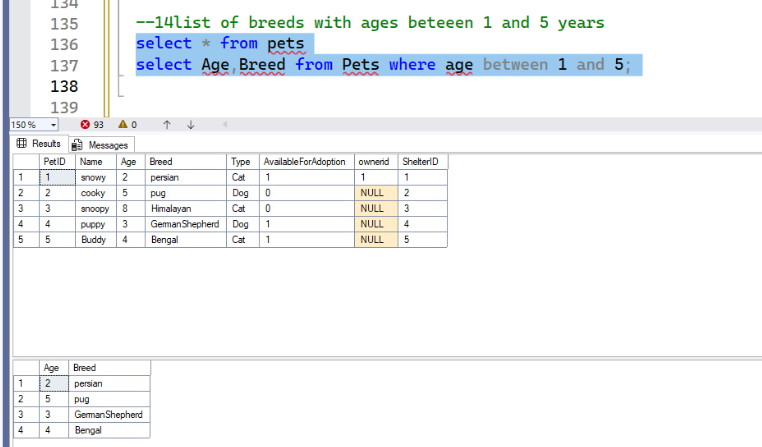 134
135 --14list of breeds with ages beteeen 1 and 5 years
136 select * from pets
137 select Age,Breed from Pets where age between 1 and 5;
138
139
150 % 93 0
Results Messages
PetID Name Age Breed Type AvailableForAdoption ownerid ShelterID
1 1 snowy 2 persian Cat 1 1 1
2 2 cooky 5 pug Dog 0 NULL 2
3 3 snoopy 8 Himalayan Cat 0 NULL 3
4 4 puppy 3 GermanShepherd Dog 1 NULL 4
5 5 Buddy 4 Bengal Cat 1 NULL 5
Age Breed
1 2 persian
2 5 pug
3 3 GermanShepherd
4 4 Bengal